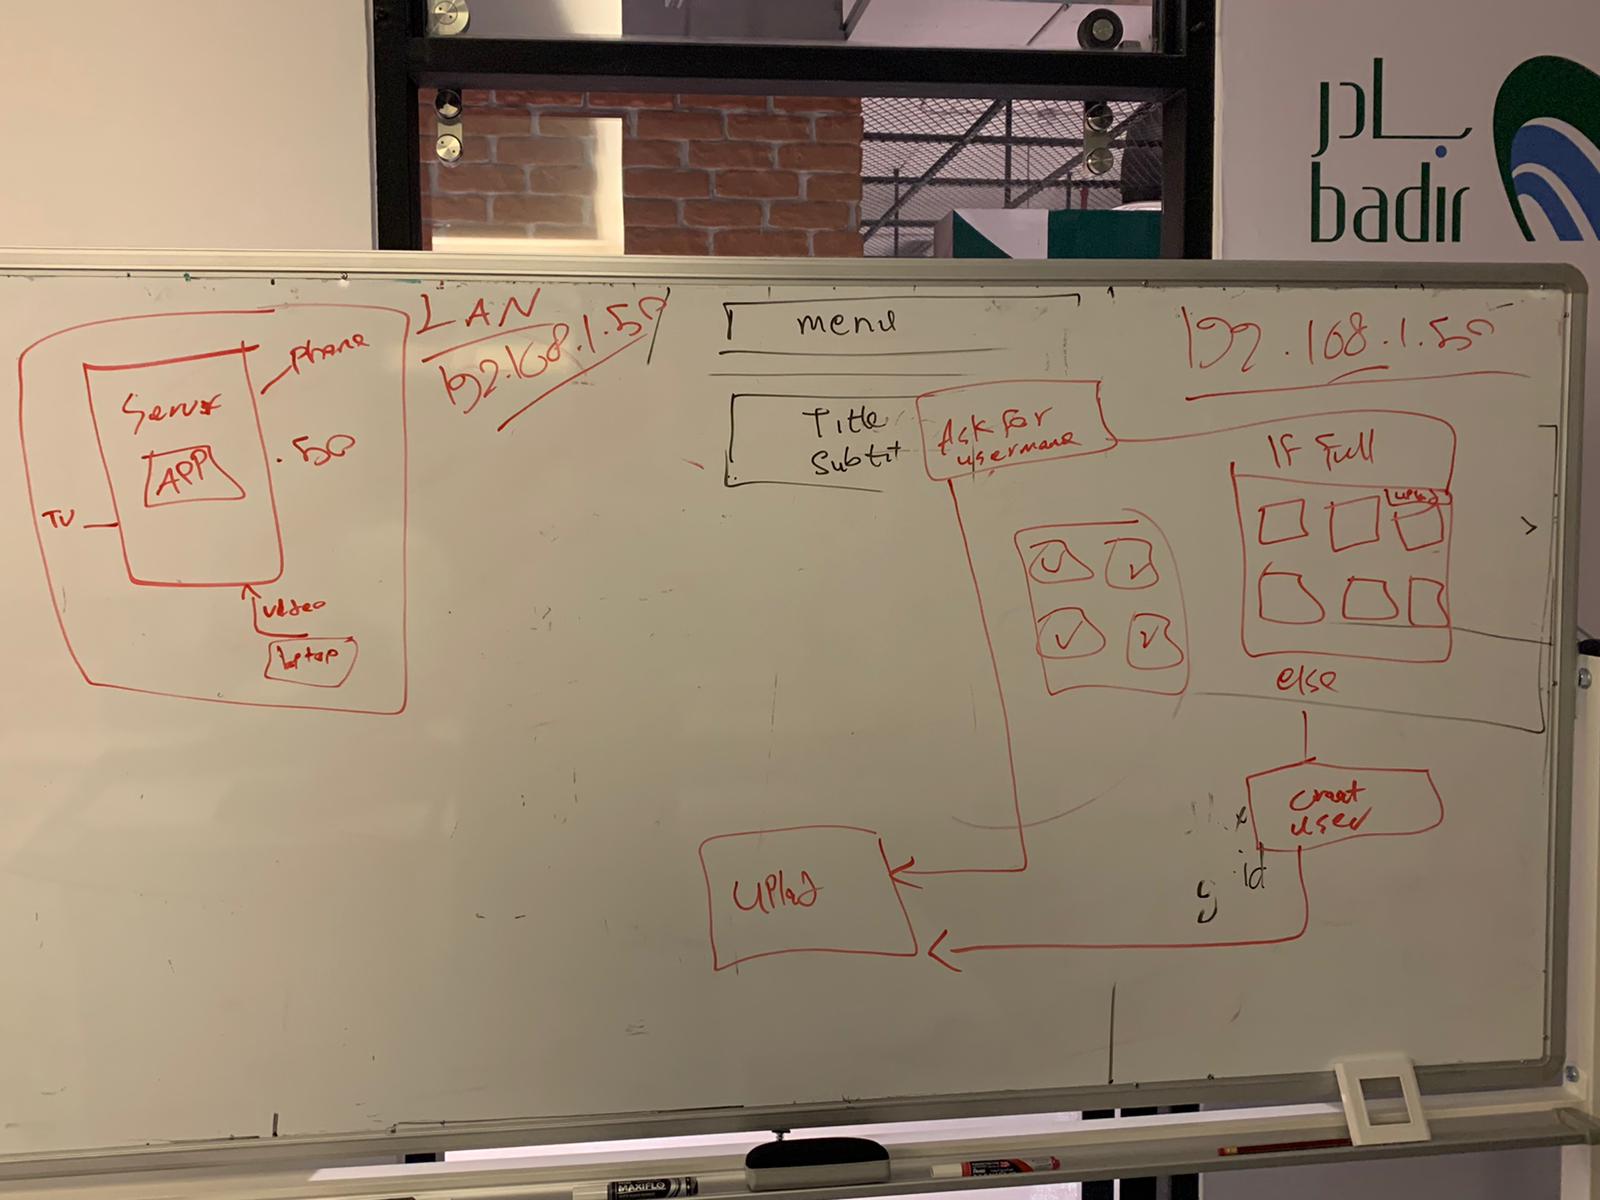 بادر
badir
LAN
192.168.1.50
Phone
Server
APP
.50
TV
video
laptop
menu
Title
Subtit
Ask For
usermane
192.168.1.50
IF Full
upload
else
creat
user
id
g
UPload
MAXIFLO